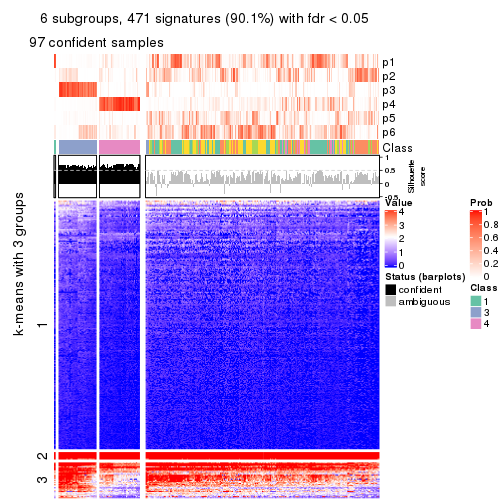 6 subgroups, 471 signatures (90.1%) with fdr < 0.05
97 confident samples
p1
p2
p3
p4
p5
p6
Class
1
0.5
0
-0.5
Silhouette
score
k-means with 3 groups
1
2
3
Value
4
3
2
1
0
Status (barplots)
confident
ambiguous
Prob
1
0.8
0.6
0.4
0.2
0
Class
1
3
4